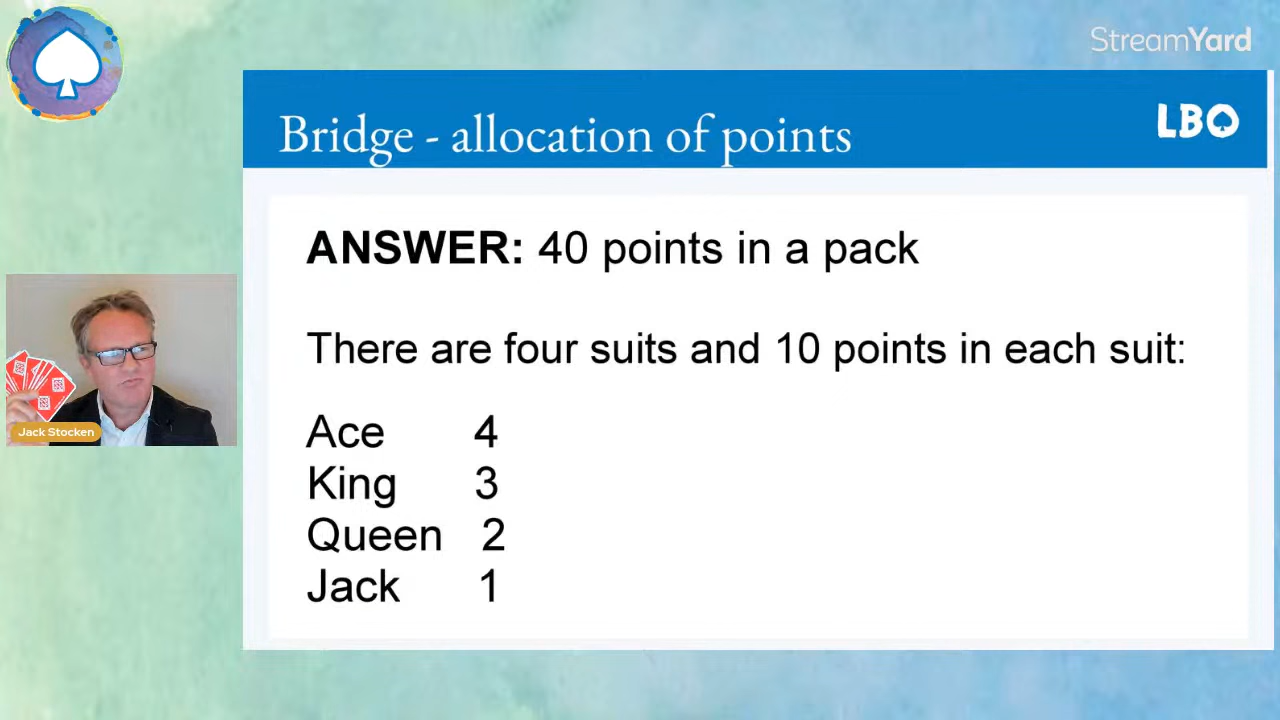 StreamYard
Bridge - allocation of points
LBO
ANSWER: 40 points in a pack
There are four suits and 10 points in each suit:
Ace 4
King 3
Queen 2
Jack 1
Jack Stocken